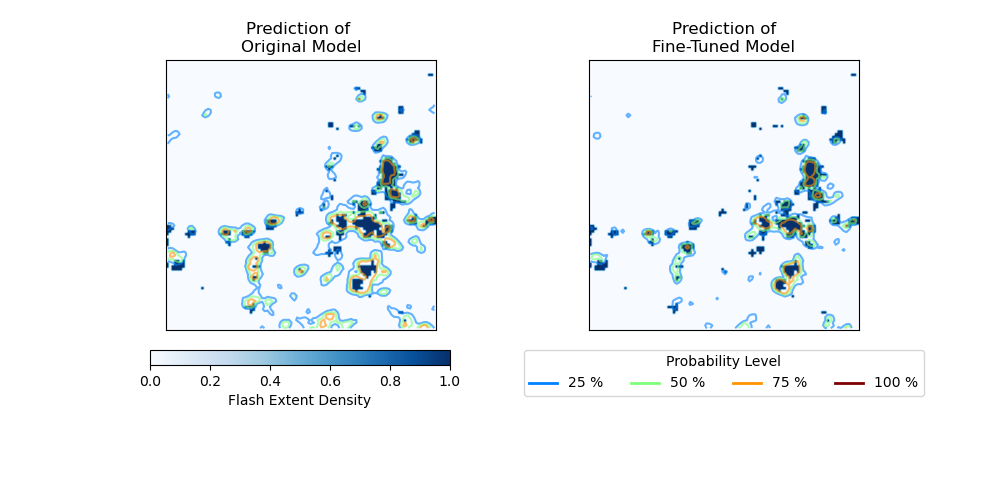 Prediction of
Original Model
Prediction of
Fine-Tuned Model
0.0 0.2 0.4 0.6 0.8 1.0
Flash Extent Density
Probability Level
25 % 50 % 75 % 100 %